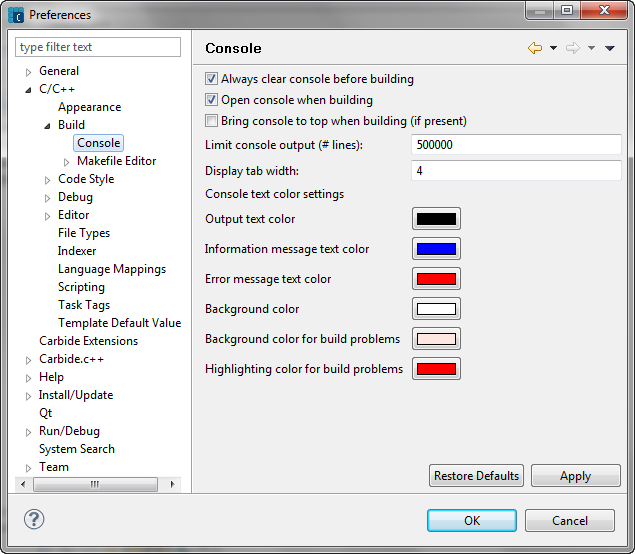 Preferences
type filter text
General
C/C++
Appearance
Build
Console
Makefile Editor
Code Style
Debug
Editor
File Types
Indexer
Language Mappings
Scripting
Task Tags
Template Default Value
Carbide Extensions
Carbide.c++
Help
Install/Update
Qt
Run/Debug
System Search
Team
Console
Always clear console before building
Open console when building
Bring console to top when building (if present)
Limit console output (# lines): 500000
Display tab width: 4
Console text color settings
Output text color
Information message text color
Error message text color
Background color
Background color for build problems
Highlighting color for build problems
Restore Defaults Apply
? OK Cancel